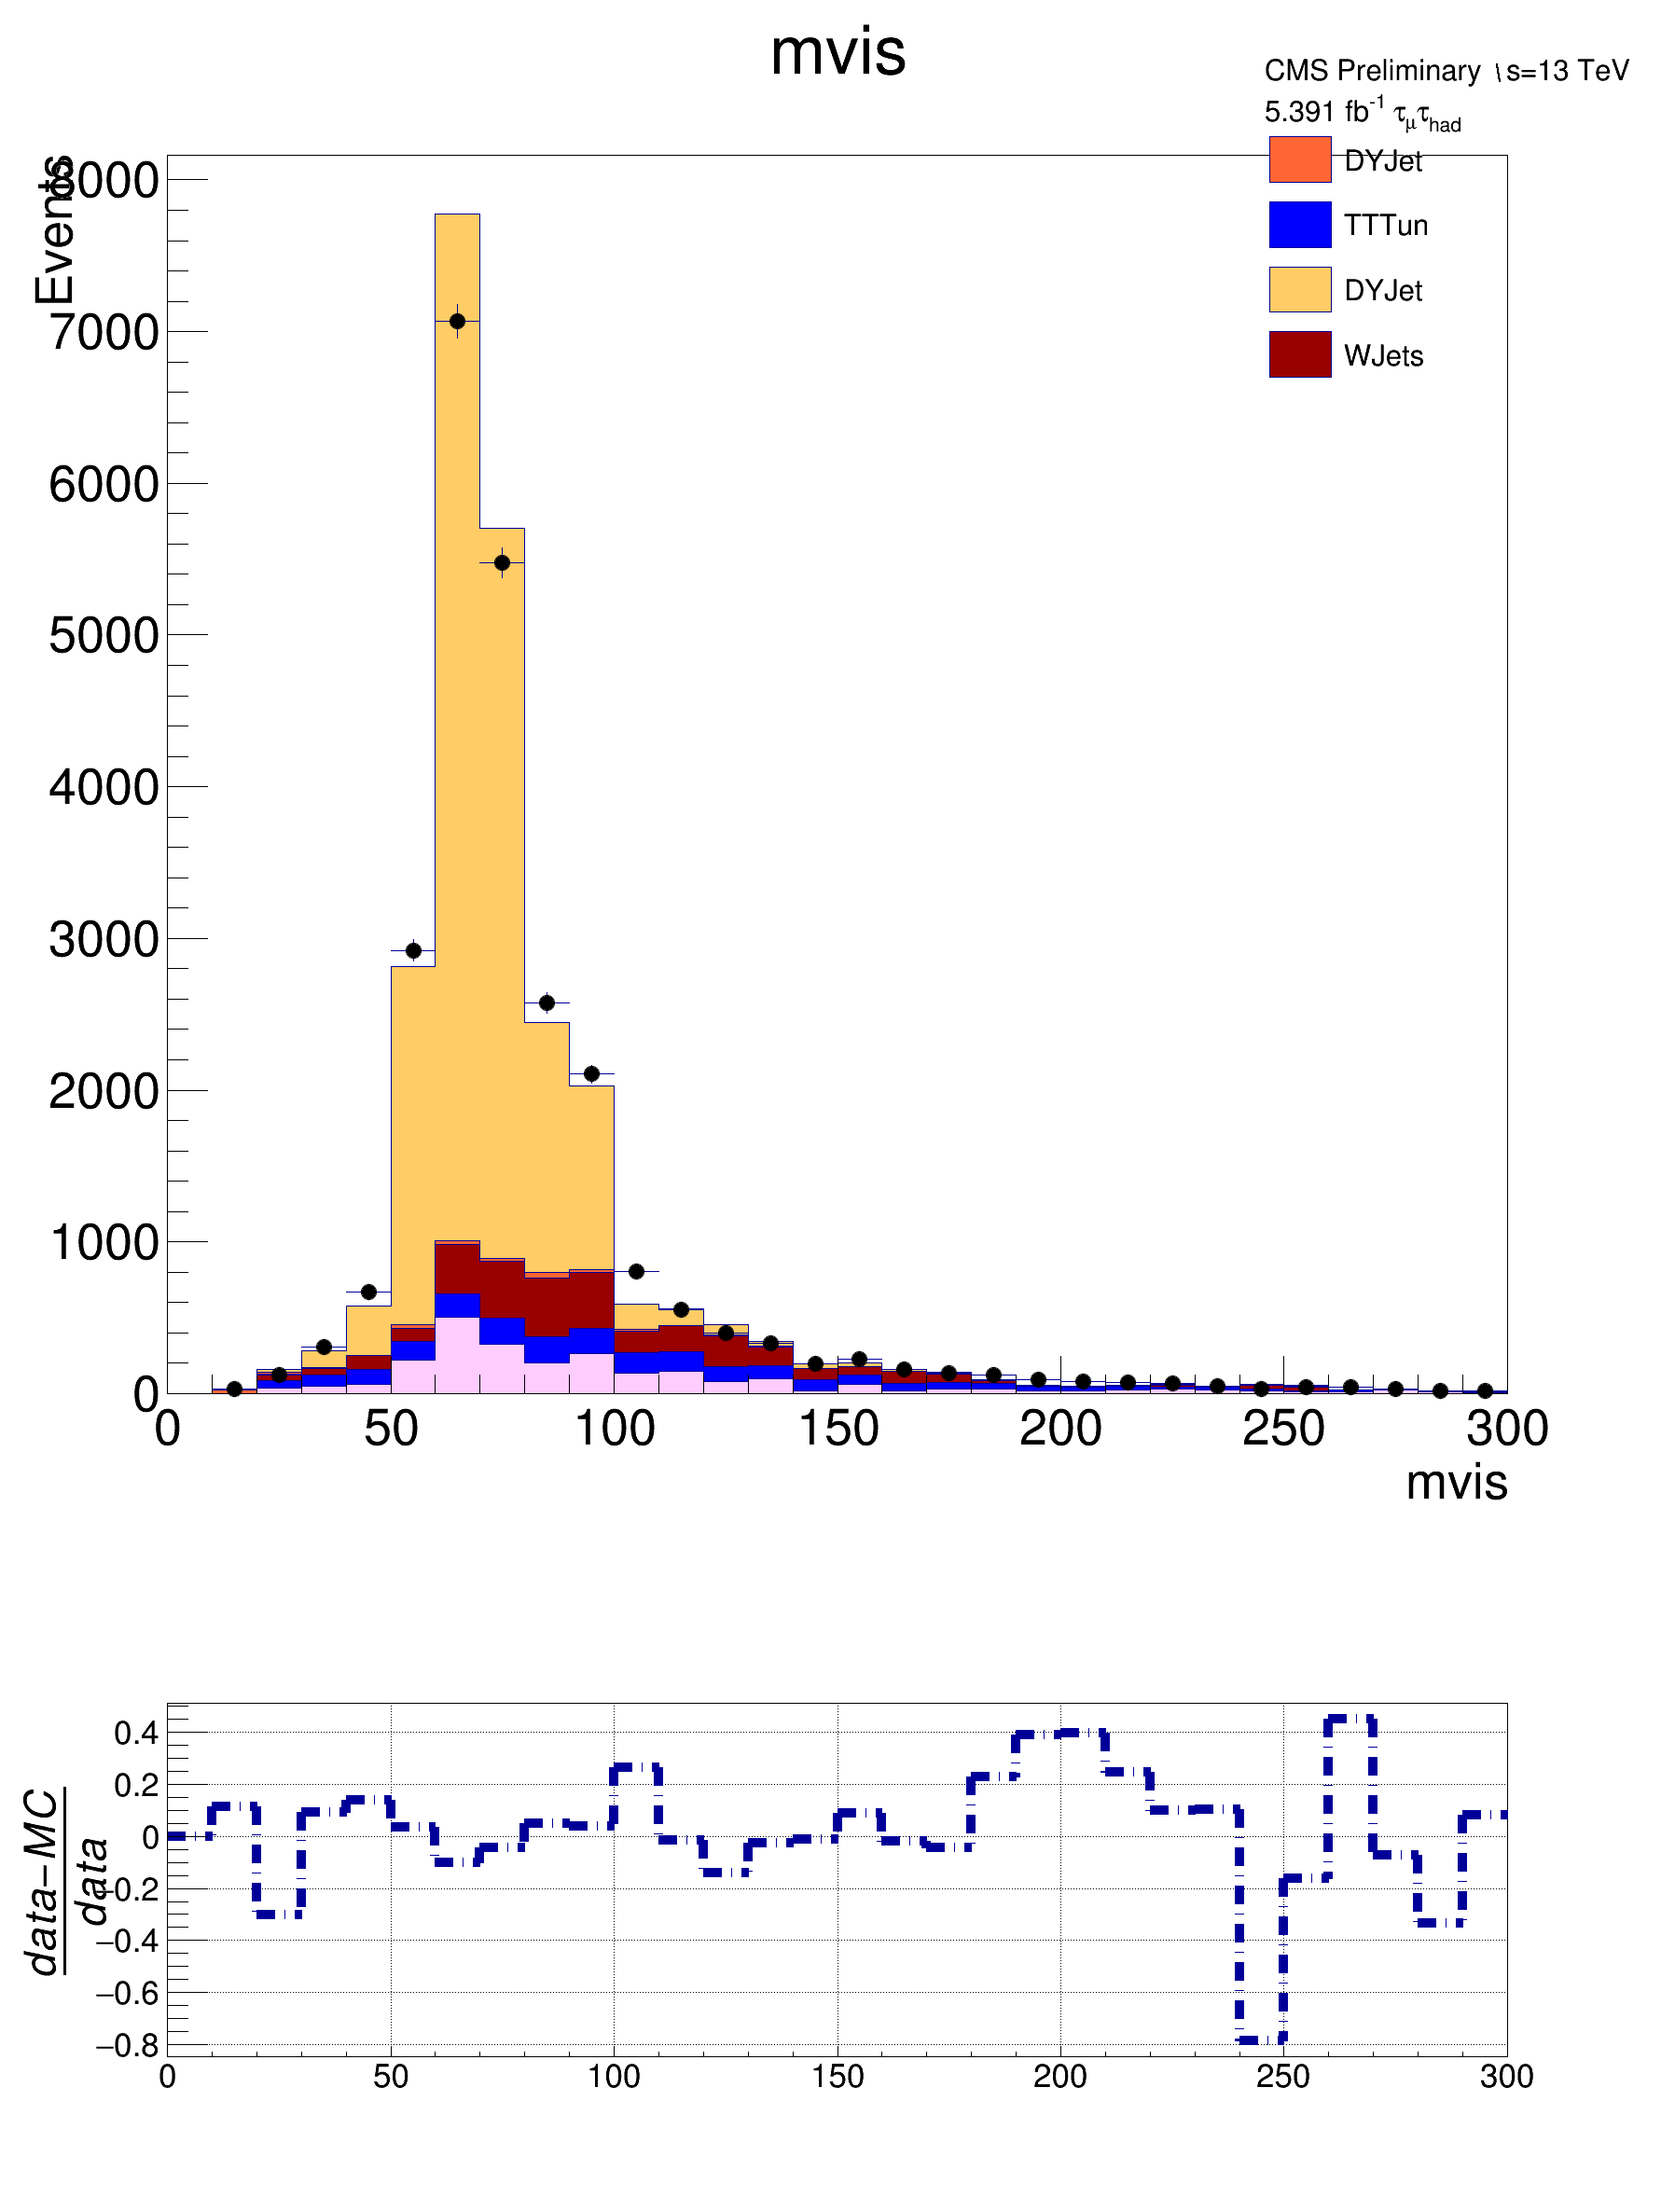 mvis
CMS Preliminary \s=13 TeV
5.391 fb-1 τμτhad
DYJet
TTTun
DYJet
WJets
Events
8000
7000
6000
5000
4000
3000
2000
1000
0
0 50 100 150 200 250 300
mvis
data−MC
data
0.4
0.2
0
−0.2
−0.4
−0.6
−0.8
0 50 100 150 200 250 300